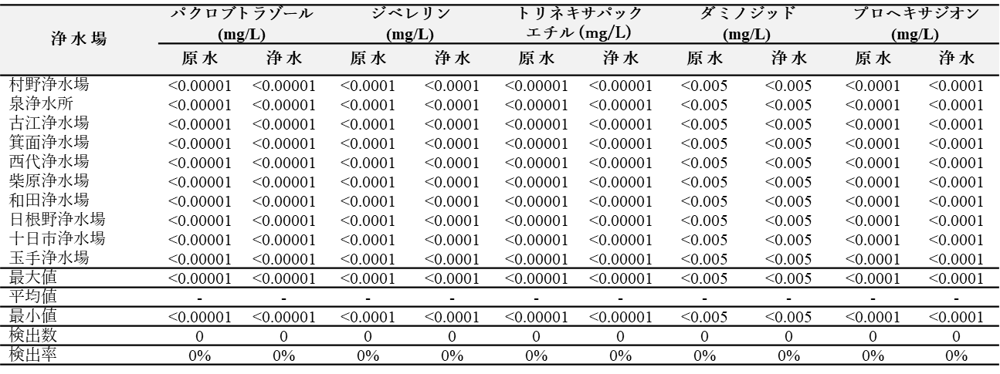 浄水場 パクロブトラゾール (mg/L) ジベレリン (mg/L) トリネキサパックエチル (mg/L) ダミノジッド (mg/L) プロヘキサジオン (mg/L)
原水 浄水 原水 浄水 原水 浄水 原水 浄水 原水 浄水
村野浄水場 <0.00001 <0.00001 <0.0001 <0.0001 <0.00001 <0.00001 <0.005 <0.005 <0.0001 <0.0001
泉浄水所 <0.00001 <0.00001 <0.0001 <0.0001 <0.00001 <0.00001 <0.005 <0.005 <0.0001 <0.0001
古江浄水場 <0.00001 <0.00001 <0.0001 <0.0001 <0.00001 <0.00001 <0.005 <0.005 <0.0001 <0.0001
箕面浄水場 <0.00001 <0.00001 <0.0001 <0.0001 <0.00001 <0.00001 <0.005 <0.005 <0.0001 <0.0001
西代浄水場 <0.00001 <0.00001 <0.0001 <0.0001 <0.00001 <0.00001 <0.005 <0.005 <0.0001 <0.0001
柴原浄水場 <0.00001 <0.00001 <0.0001 <0.0001 <0.00001 <0.00001 <0.005 <0.005 <0.0001 <0.0001
和田浄水場 <0.00001 <0.00001 <0.0001 <0.0001 <0.00001 <0.00001 <0.005 <0.005 <0.0001 <0.0001
日根野浄水場 <0.00001 <0.00001 <0.0001 <0.0001 <0.00001 <0.00001 <0.005 <0.005 <0.0001 <0.0001
十日市浄水場 <0.00001 <0.00001 <0.0001 <0.0001 <0.00001 <0.00001 <0.005 <0.005 <0.0001 <0.0001
玉手浄水場 <0.00001 <0.00001 <0.0001 <0.0001 <0.00001 <0.00001 <0.005 <0.005 <0.0001 <0.0001
最大値 <0.00001 <0.00001 <0.0001 <0.0001 <0.00001 <0.00001 <0.005 <0.005 <0.0001 <0.0001
平均値 - - - - - - - - - -
最小値 <0.00001 <0.00001 <0.0001 <0.0001 <0.00001 <0.00001 <0.005 <0.005 <0.0001 <0.0001
検出数 0 0 0 0 0 0 0 0 0 0
検出率 0% 0% 0% 0% 0% 0% 0% 0% 0% 0%